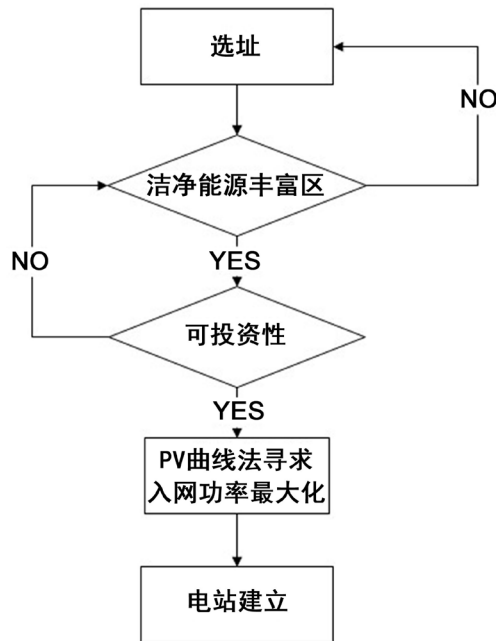 选址
NO
洁净能源丰富区
NO
YES
可投资性
YES
PV曲线法寻求
入网功率最大化
电站建立